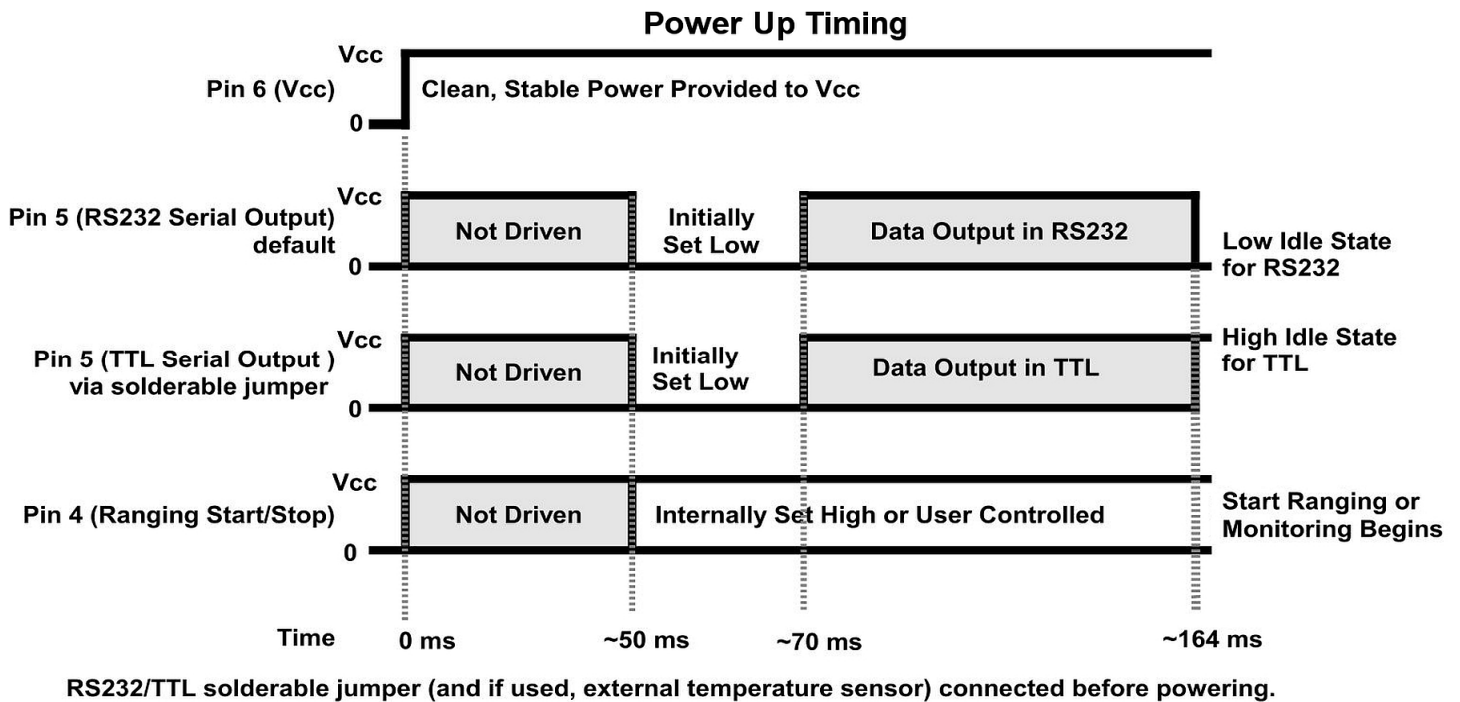 Power Up Timing
Vcc
Pin 6 (Vcc)
Clean, Stable Power Provided to Vcc
0
Vcc
Pin 5 (RS232 Serial Output)
default
Not Driven
Initially
Set Low
Data Output in RS232
Low Idle State
for RS232
0
Vcc
Pin 5 (TTL Serial Output )
via solderable jumper
Not Driven
Initially
Set Low
Data Output in TTL
High Idle State
for TTL
0
Vcc
Pin 4 (Ranging Start/Stop)
Not Driven
Internally Set High or User Controlled
Start Ranging or
Monitoring Begins
0
Time
0 ms
~50 ms
~70 ms
~164 ms
RS232/TTL solderable jumper (and if used, external temperature sensor) connected before powering.